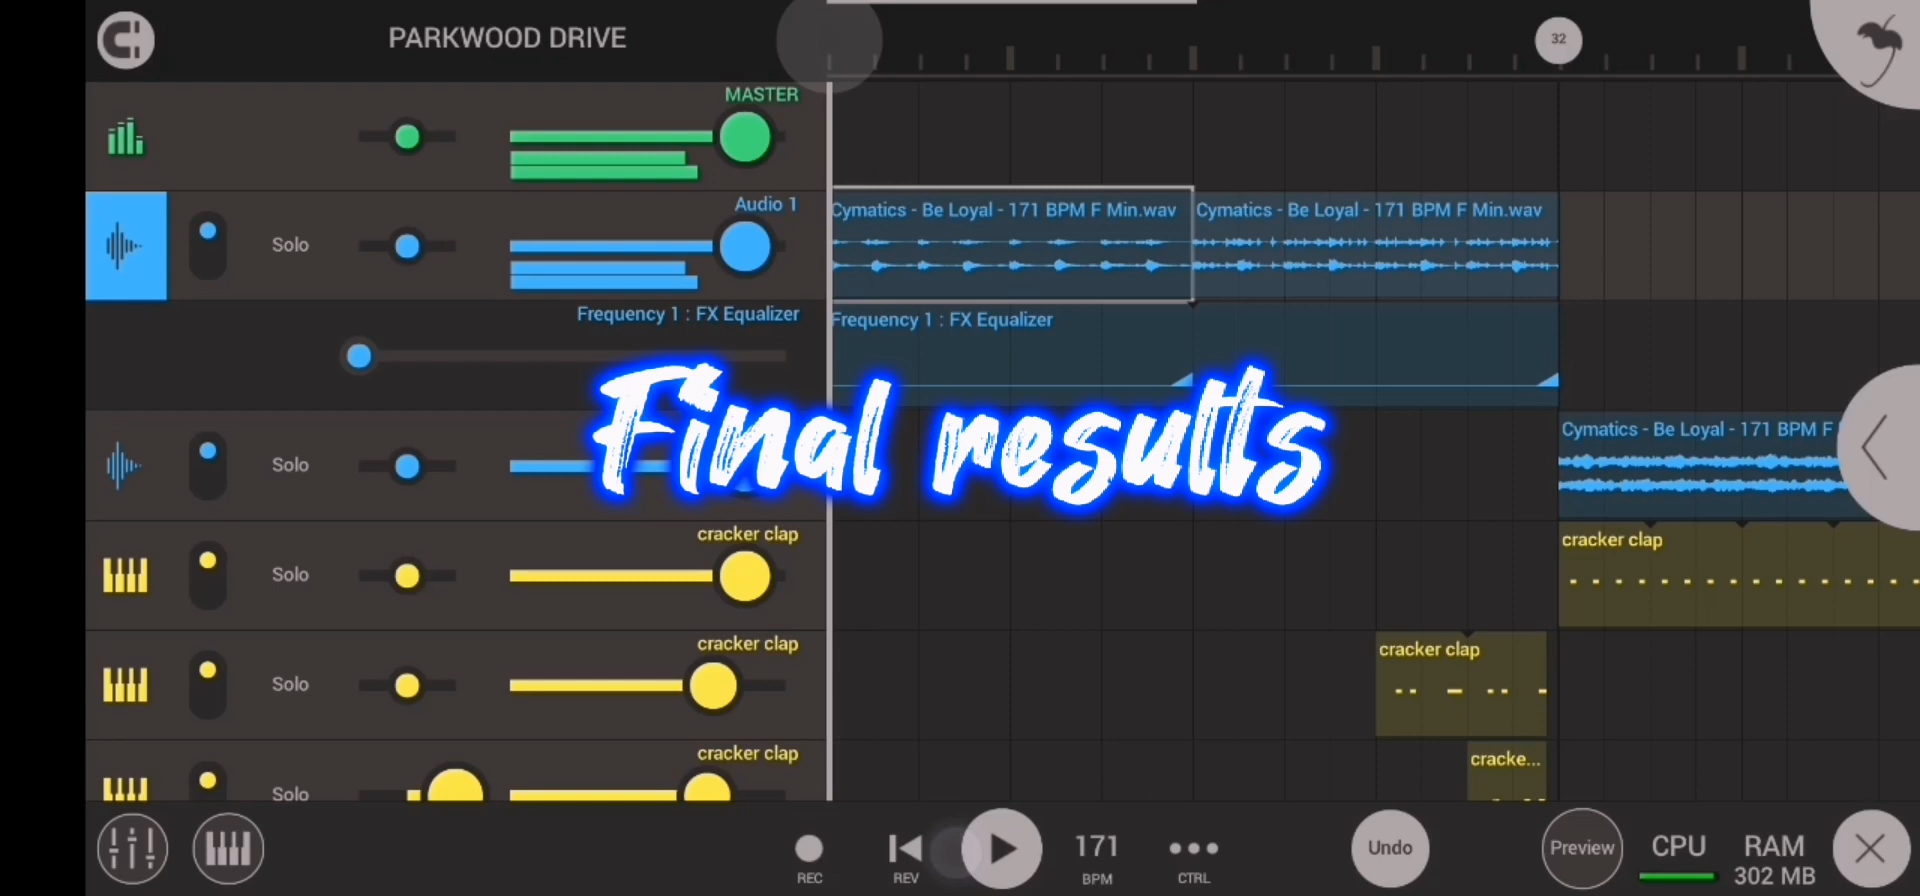 PARKWOOD DRIVE
32
MASTER
Audio 1
Solo
Cymatics - Be Loyal - 171 BPM F Min.wav
Cymatics - Be Loyal - 171 BPM F Min.wav
Frequency 1 : FX Equalizer
Frequency 1 : FX Equalizer
Final results
Solo
Cymatics - Be Loyal - 171 BPM F
cracker clap
Solo
cracker clap
cracker clap
Solo
cracker clap
cracker clap
Solo
cracke...
REC
REV
171
BPM
CTRL
Undo
Preview
CPU
RAM
302 MB